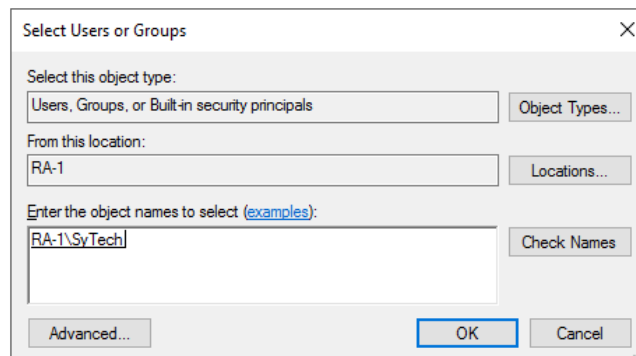 Select Users or Groups
Select this object type:
Users, Groups, or Built-in security principals
Object Types...
From this location:
RA-1
Locations...
Enter the object names to select (examples):
RA-1\SyTech
Check Names
Advanced...
OK
Cancel